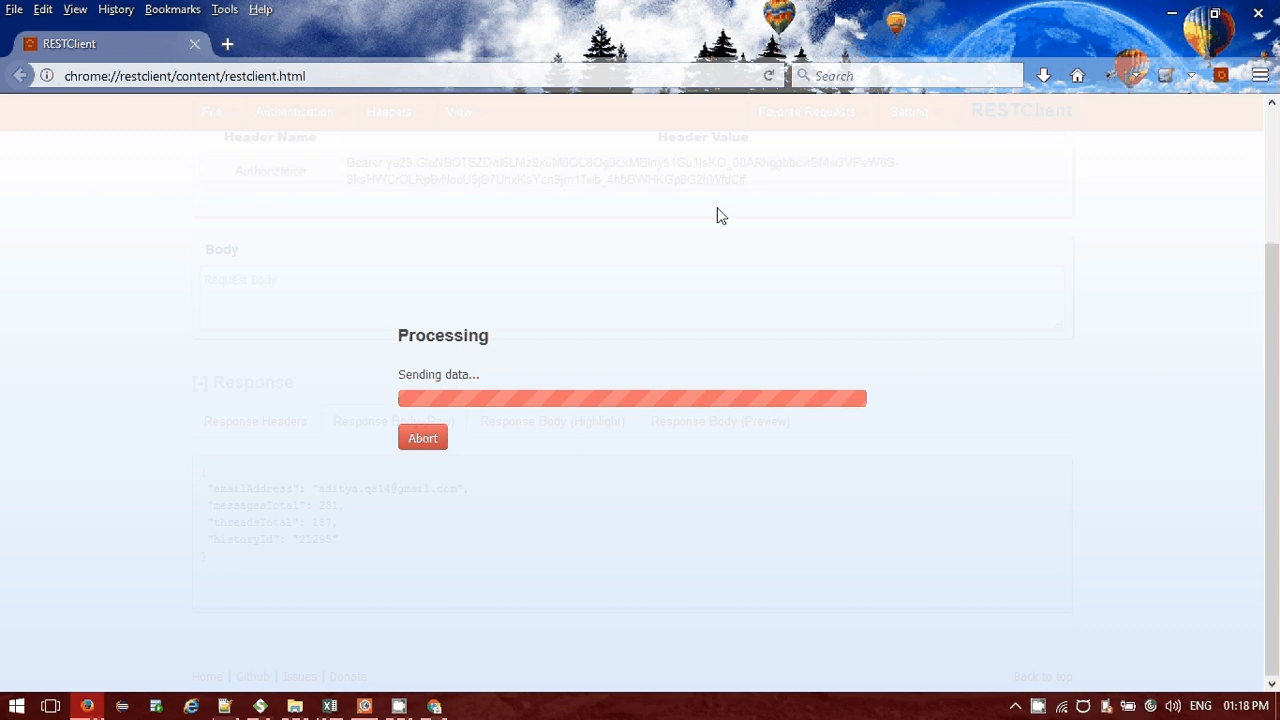 File Edit View History Bookmarks Tools Help
RESTClient
chrome://restclient/content/restclient.html
Search
File Authentication Headers View Favorite Requests Setting RESTClient
Header Name Header Value
Authorization Bearer
Body
Request Body
Processing
Sending data...
[-] Response
Response Headers Response Body (Raw) Response Body (Highlight) Response Body (Preview)
Abort
{
"emailAddress": "aditya.qa14@gmail.com",
"messagesTotal": 231,
"threadsTotal": 187,
"historyId": "21295"
}
Home | Github | Issues | Donate Back to top
ENG 01:18 PM